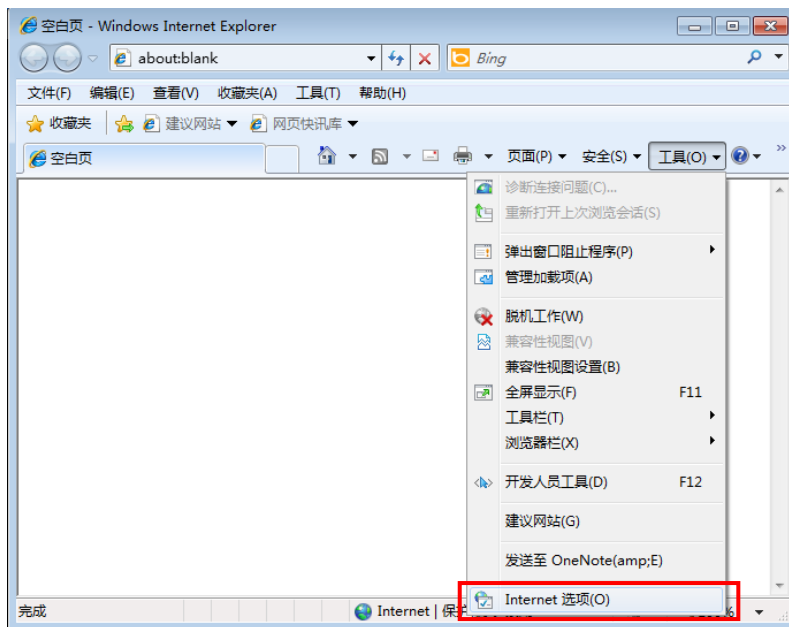 空白页 - Windows Internet Explorer
about:blank
Bing
文件(F) 编辑(E) 查看(V) 收藏夹(A) 工具(T) 帮助(H)
收藏夹 建议网站 网页快讯库
空白页 页面(P) 安全(S) 工具(O)
诊断连接问题(C)...
重新打开上次浏览会话(S)
弹出窗口阻止程序(P)
管理加载项(A)
脱机工作(W)
兼容性视图(V)
兼容性视图设置(B)
全屏显示(F) F11
工具栏(T)
浏览器栏(X)
开发人员工具(D) F12
建议网站(G)
发送至 OneNote(amp;E)
Internet 选项(O)
完成 Internet | 保